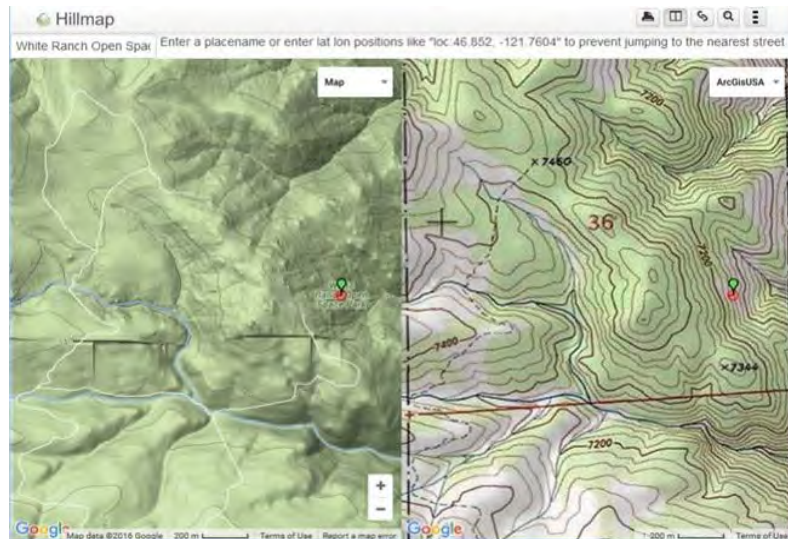 Hillmap
White Ranch Open Spac
Enter a placename or enter lat lon positions like "loc:46.852, -121.7604" to prevent jumping to the nearest street
Map
ArcGisUSA
7200
×7460
36
7200
7400
×7344
7200
+
−
Google
Map data ©2016 Google 200 m Terms of Use Report a map error
Google
200 m Terms of Use